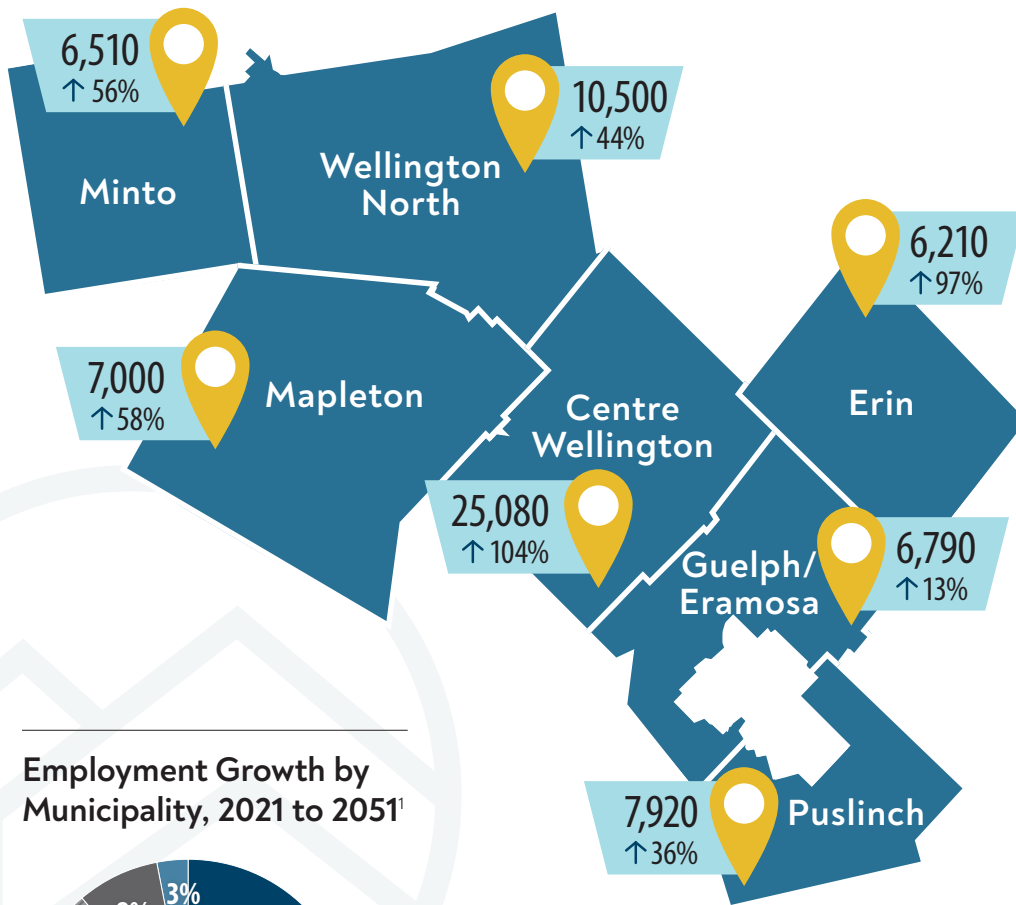 6,510
↑ 56%
10,500
↑ 44%
Minto
Wellington
North
6,210
↑ 97%
7,000
↑ 58%
Mapleton
Centre
Wellington
Erin
25,080
↑ 104%
Guelph/
Eramosa
6,790
↑ 13%
Employment Growth by
Municipality, 2021 to 2051¹
7,920
↑ 36%
Puslinch
3%